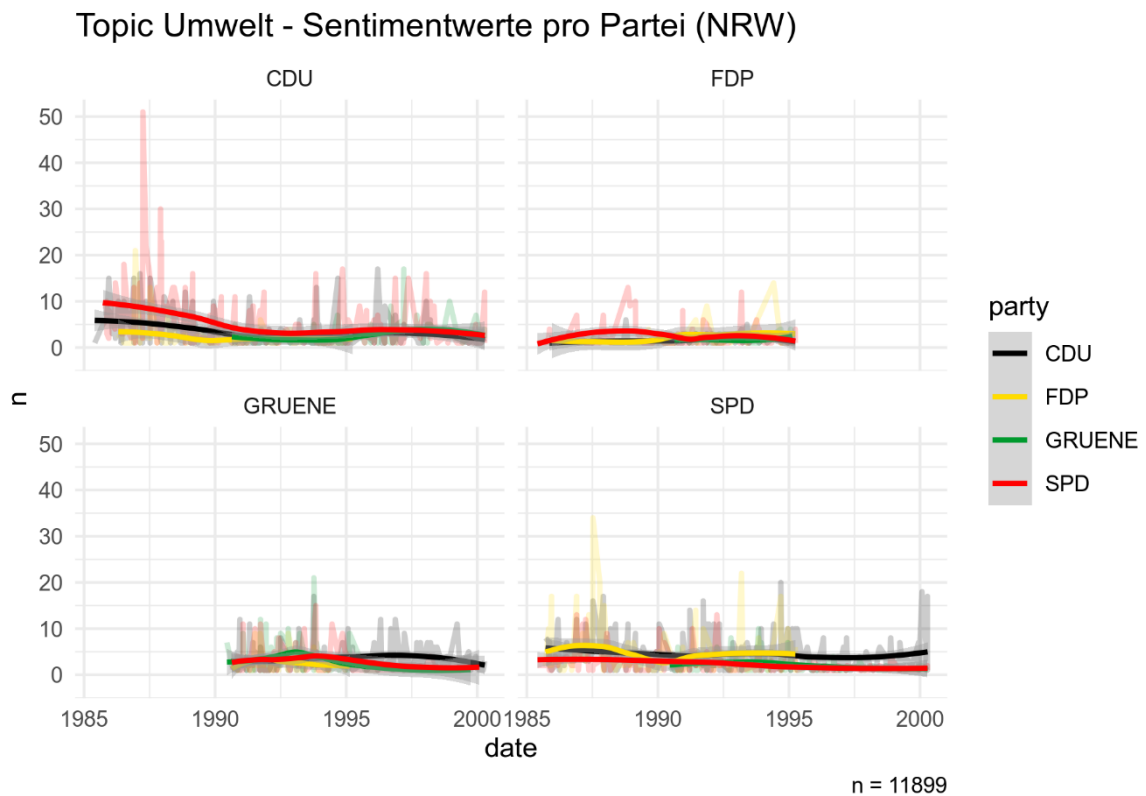 Topic Umwelt - Sentimentwerte pro Partei (NRW)
CDU
FDP
50
40
30
20
10
0
n
GRUENE
SPD
50
40
30
20
10
0
1985 1990 1995 2000
1985 1990 1995 2000
date
party
CDU
FDP
GRUENE
SPD
n = 11899